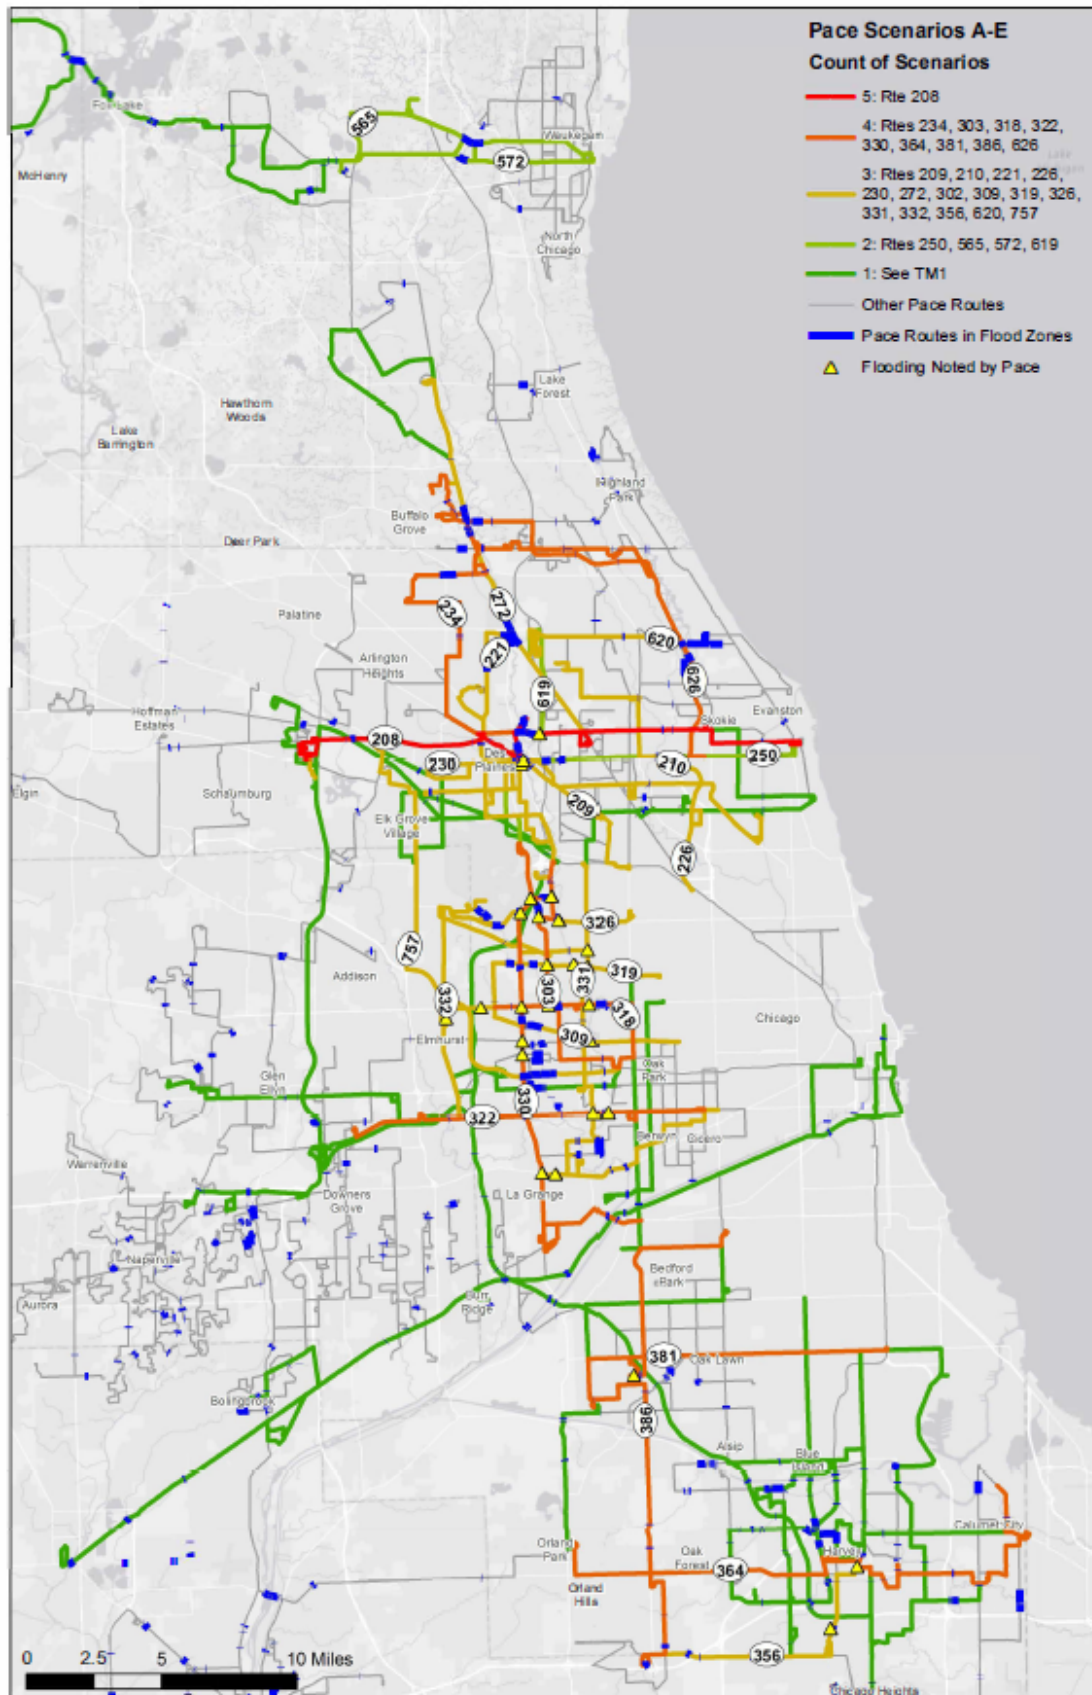 Pace Scenarios A-E
Count of Scenarios
5: Rte 208
4: Rtes 234, 303, 318, 322,
330, 364, 381, 386, 626
3: Rtes 209, 210, 221, 226,
230, 272, 302, 309, 319, 326,
331, 332, 356, 620, 757
2: Rtes 250, 565, 572, 619
1: See TM1
Other Pace Routes
Pace Routes in Flood Zones
Flooding Noted by Pace
Fox Lake
565
Waukegan
572
McHenry
North
Chicago
Lake
Forest
Hawthorn
Woods
Lake
Barrington
Highland
Park
Buffalo
Grove
Deer Park
234
272
Palatine
221
620
Arlington
Heights
626
619
Hoffman
Estates
Evanston
Skokie
208
250
Des
Plaines
230
210
Elgin
Schaumburg
209
Elk Grove
Village
226
326
757
331
319
Addison
303
332
318
Chicago
309
Elmhurst
Oak
Park
Glen
Ellyn
330
322
Berwyn
Cicero
Warrenville
Downers
Grove
La Grange
Naperville
Bedford
Park
Aurora
Burr
Ridge
381
Oak Lawn
Bolingbrook
386
Alsip
Blue
Island
Calumet City
Orland
Park
Oak
Forest
Harvey
364
Orland
Hills
356
0 2.5 5 10 Miles
Chicago Heights